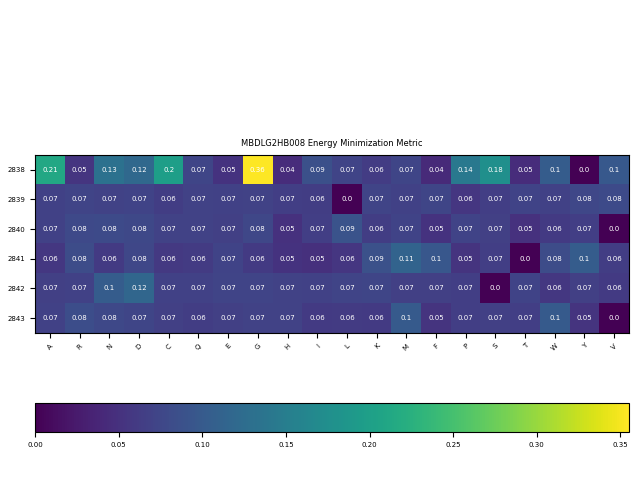 MBDLG2HB008 Energy Minimization Metric
2838 0.21 0.05 0.13 0.12 0.2 0.07 0.05 0.36 0.04 0.09 0.07 0.06 0.07 0.04 0.14 0.18 0.05 0.1 0.0 0.1
2839 0.07 0.07 0.07 0.07 0.06 0.07 0.07 0.07 0.07 0.06 0.0 0.07 0.07 0.07 0.06 0.07 0.07 0.07 0.08 0.08
2840 0.07 0.08 0.08 0.08 0.07 0.07 0.07 0.08 0.05 0.07 0.09 0.06 0.07 0.05 0.07 0.07 0.05 0.06 0.07 0.0
2841 0.06 0.08 0.06 0.08 0.06 0.06 0.07 0.06 0.05 0.05 0.06 0.09 0.11 0.1 0.05 0.07 0.0 0.08 0.1 0.06
2842 0.07 0.07 0.1 0.12 0.07 0.07 0.07 0.07 0.07 0.07 0.07 0.07 0.07 0.07 0.07 0.0 0.07 0.06 0.07 0.06
2843 0.07 0.08 0.08 0.07 0.07 0.06 0.07 0.07 0.07 0.06 0.06 0.06 0.1 0.05 0.07 0.07 0.07 0.1 0.05 0.0
A R N D C Q E G H I L K M F P S T W Y V
0.00 0.05 0.10 0.15 0.20 0.25 0.30 0.35